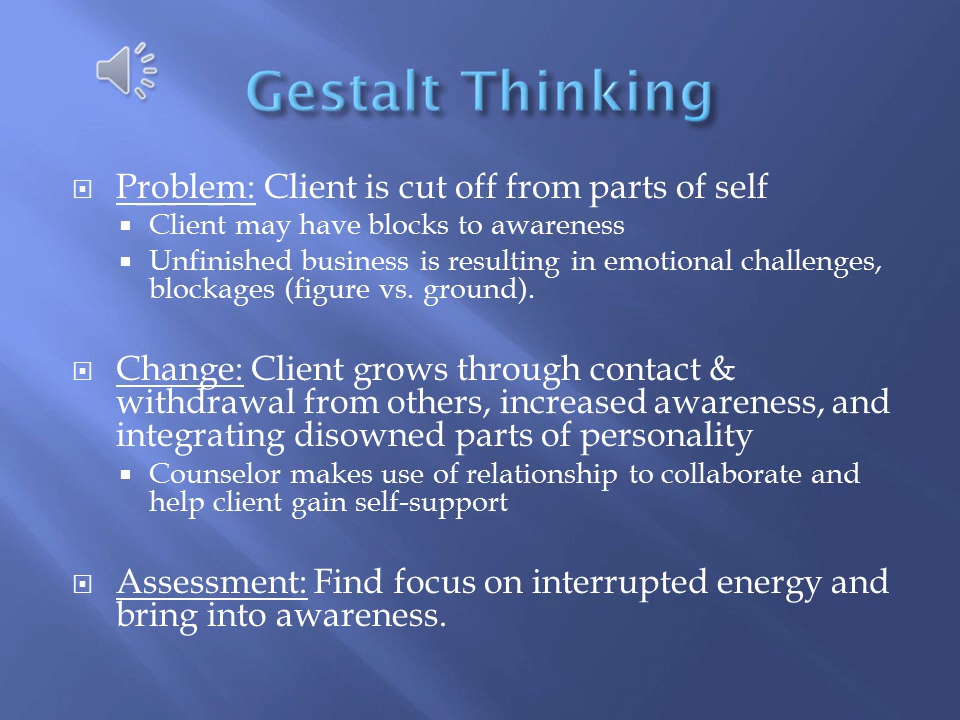 Gestalt Thinking
Problem: Client is cut off from parts of self
Client may have blocks to awareness
Unfinished business is resulting in emotional challenges,
blockages (figure vs. ground).
Change: Client grows through contact &
withdrawal from others, increased awareness, and
integrating disowned parts of personality
Counselor makes use of relationship to collaborate and
help client gain self-support
Assessment: Find focus on interrupted energy and
bring into awareness.